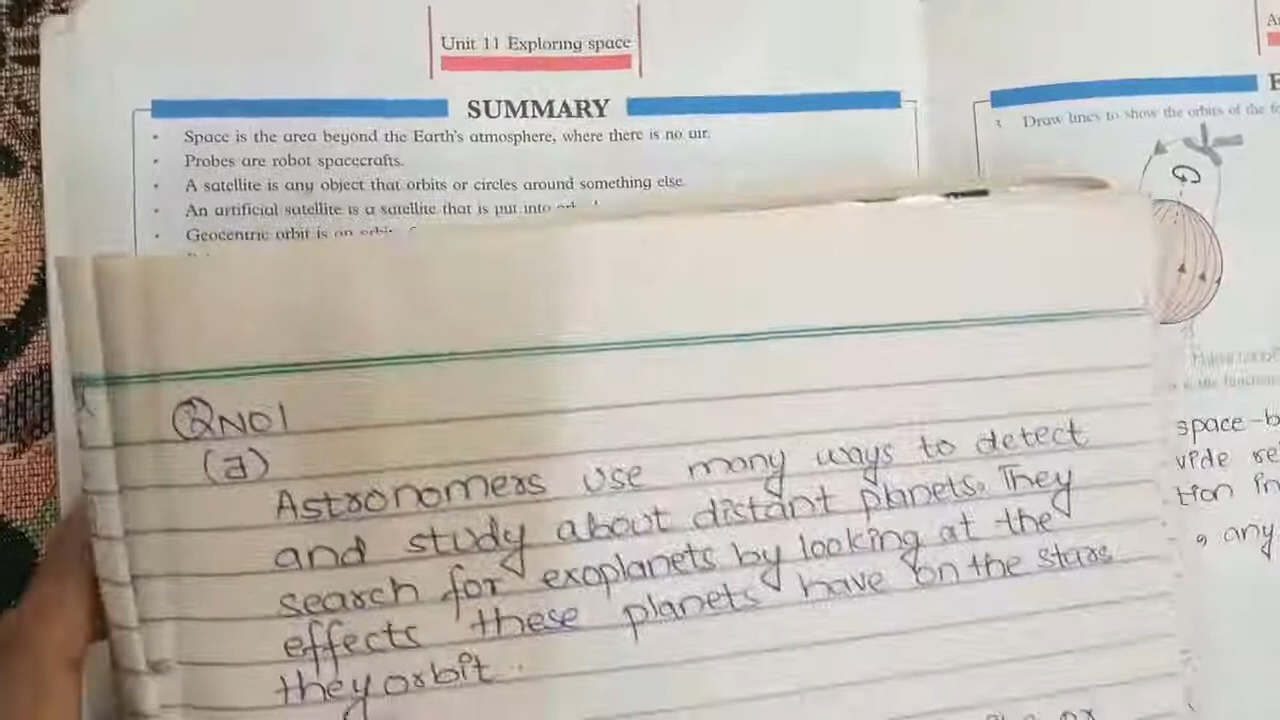 Unit 11 Exploring space
SUMMARY
Space is the area beyond the Earth's atmosphere, where there is no air.
Probes are robot spacecrafts.
A satellite is any object that orbits or circles around something else.
An artificial satellite is a satellite that is put into
Geocentric orbit is an
3 Draw lines to show the orbits of the
G
QNO1
(a)
Astronomers use many ways to detect
and study about distant planets. They
search for exoplanets by looking at the
effects these planets have on the stars
they orbit.
space-b
vide se
tion in
, any